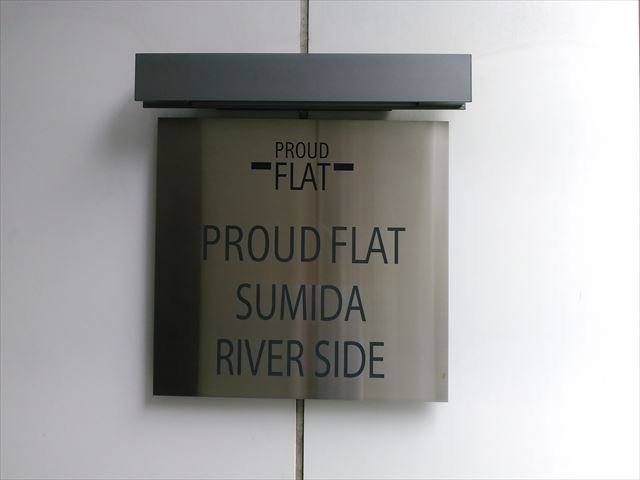 PROUD
FLAT
PROUD FLAT
SUMIDA
RIVER SIDE